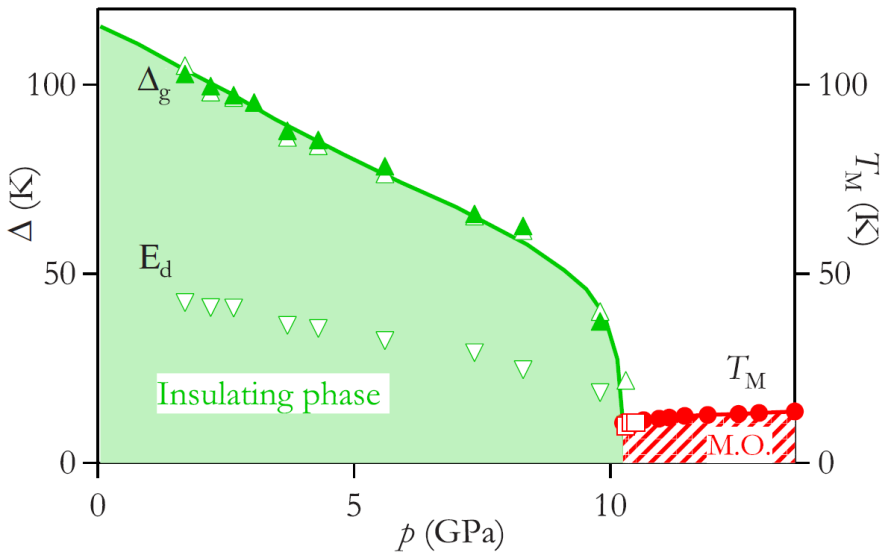 100
50
0
Δ (K)
Δg
Ed
Insulating phase
TM
M.O.
100
50
0
TM (K)
0
5
10
p (GPa)